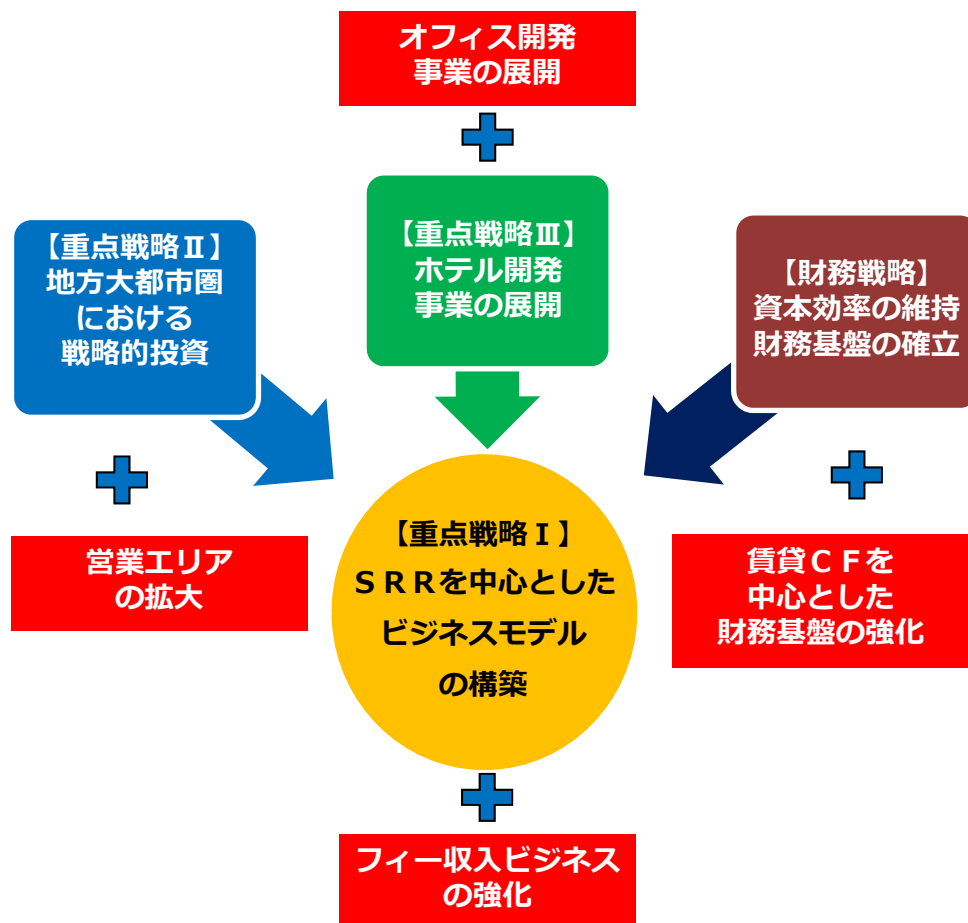 オフィス開発
事業の展開
【重点戦略Ⅱ】
地方大都市圏
における
戦略的投資
【重点戦略Ⅲ】
ホテル開発
事業の展開
【財務戦略】
資本効率の維持
財務基盤の確立
営業エリア
の拡大
【重点戦略Ⅰ】
ＳＲＲを中心とした
ビジネスモデル
の構築
賃貸ＣＦを
中心とした
財務基盤の強化
フィー収入ビジネス
の強化